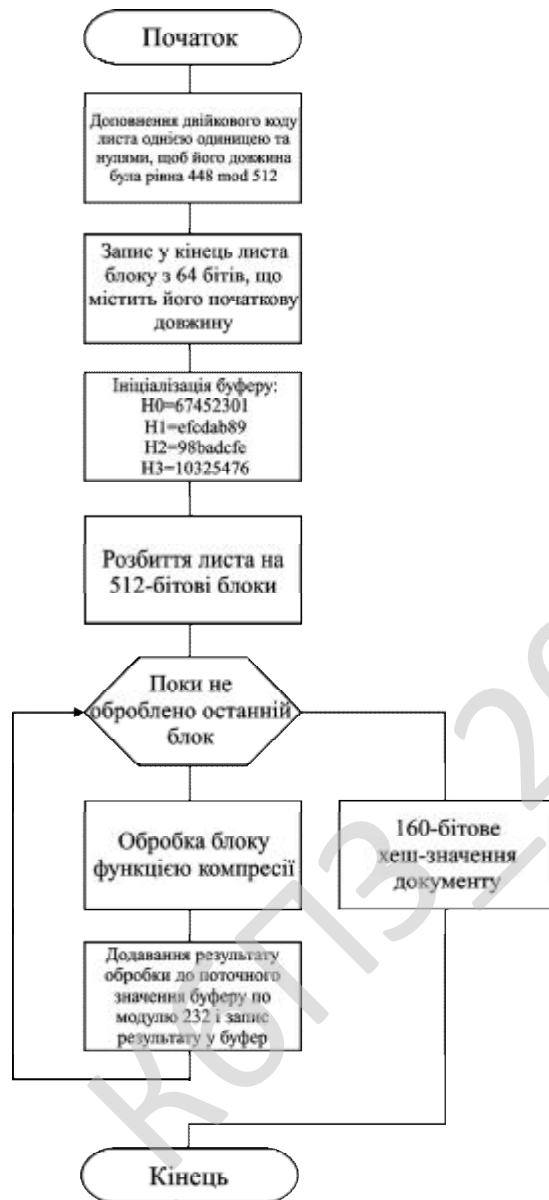 Початок
Доповнення двійкового коду
листа однією одиницею та
нулями, щоб його довжина
була рівна 448 mod 512
Запис у кінець листа
блоку з 64 бітів, що
містить його початкову
довжину
Ініціалізація буферу:
H0=67452301
H1=efcdab89
H2=98badcfe
H3=10325476
Розбиття листа на
512-бітові блоки
Поки не
оброблено останній
блок
Обробка блоку
функцією компресії
160-бітове
хеш-значення
документу
Додавання результату
обробки до поточного
значення буферу по
модулю 232 і запис
результату у буфер
Кінець